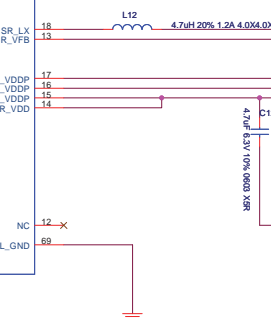 L12
SR_LX 18
4.7uH 20% 1.2A 4.0X4.0X
R_VFB 13
_VDDP 17
_VDDP 16
_VDDP 15
R_VDD 14
C1
4.7uF 6.3V 10% 0603 X5R
NC 12
L_GND 69